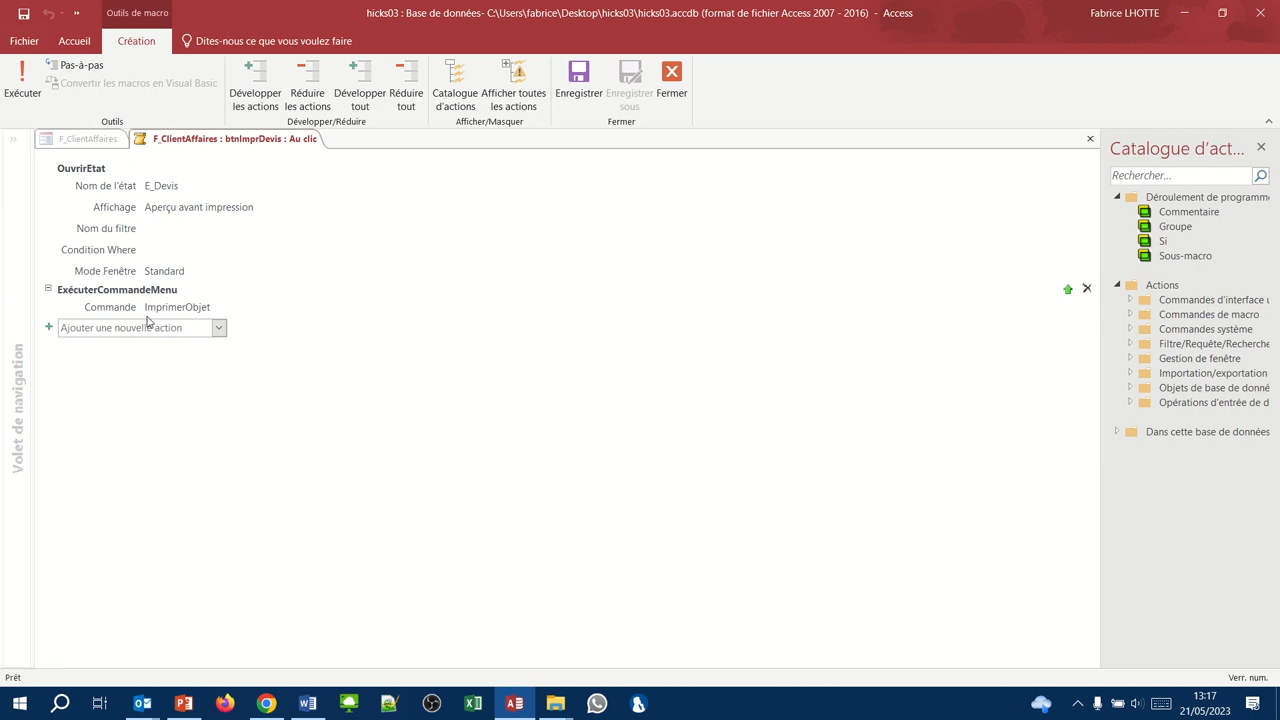 Outils de macro
hicks03 : Base de données- C:\Users\fabrice\Desktop\hicks03\hicks03.accdb (format de fichier Access 2007 - 2016) - Access
Fabrice LHOTTE
Fichier
Accueil
Création
Dites-nous ce que vous voulez faire
Exécuter
Pas-à-pas
Convertir les macros en Visual Basic
Outils
Développer les actions
Réduire les actions
Développer tout
Réduire tout
Développer/Réduire
Catalogue d'actions
Afficher toutes les actions
Afficher/Masquer
Enregistrer
Enregistrer sous
Fermer
Fermer
F_ClientAffaires
F_ClientAffaires : btnImprDevis : Au clic
Volet de navigation
OuvrirEtat
Nom de l'état E_Devis
Affichage Aperçu avant impression
Nom du filtre
Condition Where
Mode Fenêtre Standard
ExécuterCommandeMenu
Commande ImprimerObjet
Ajouter une nouvelle action
Catalogue d'act...
Rechercher...
Déroulement de programme
Commentaire
Groupe
Si
Sous-macro
Actions
Commandes d'interface u
Commandes de macro
Commandes système
Filtre/Requête/Recherche
Gestion de fenêtre
Importation/exportation
Objets de base de donné
Opérations d'entrée de d
Dans cette base de données
Prêt
Verr. num.
13:17
21/05/2023